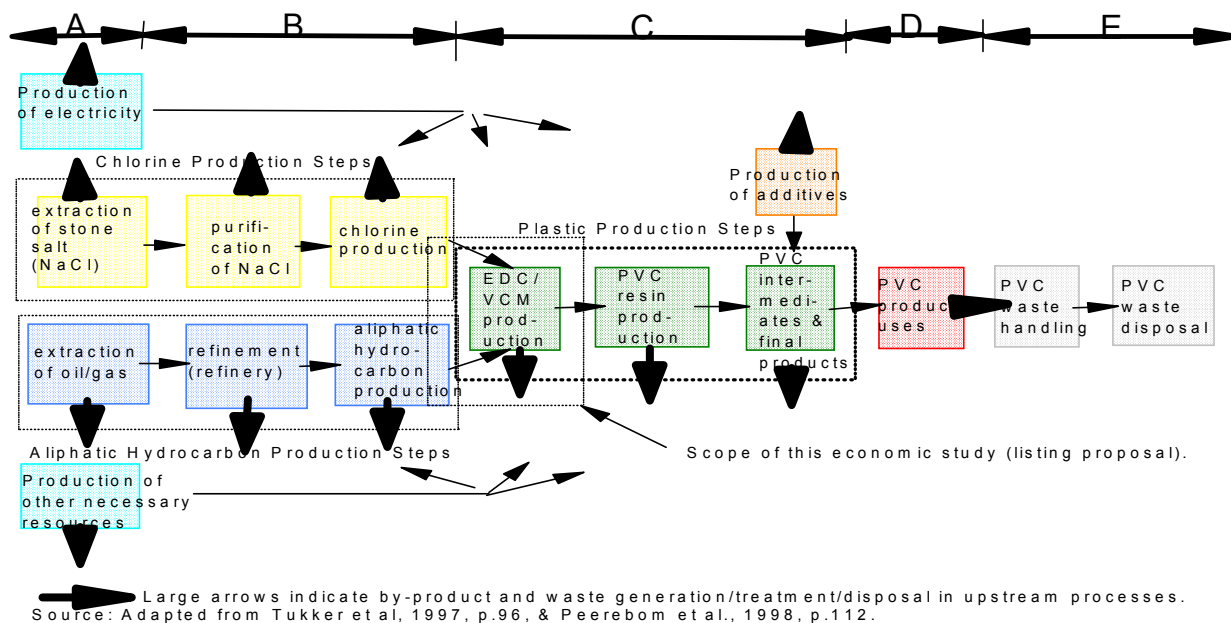 A
B
C
D
E
Production
of electricity
Chlorine Production Steps
extraction
of stone
salt
(NaCl)
purifi-
cation
of NaCl
chlorine
production
Production
of additives
Plastic Production Steps
EDC/
VCM
prod-
uction
PVC
resin
prod-
uction
PVC
inter-
medi-
ates &
final
products
PVC
product
uses
PVC
waste
handling
PVC
waste
disposal
extraction
of oil/gas
refinement
(refinery)
aliphatic
hydro-
carbon
production
Aliphatic Hydrocarbon Production Steps
Scope of this economic study (listing proposal).
Production of
other necessary
resources
Large arrows indicate by-product and waste generation/treatment/disposal in upstream processes.
Source: Adapted from Tukker et al, 1997, p.96, & Peerebom et al., 1998, p.112.